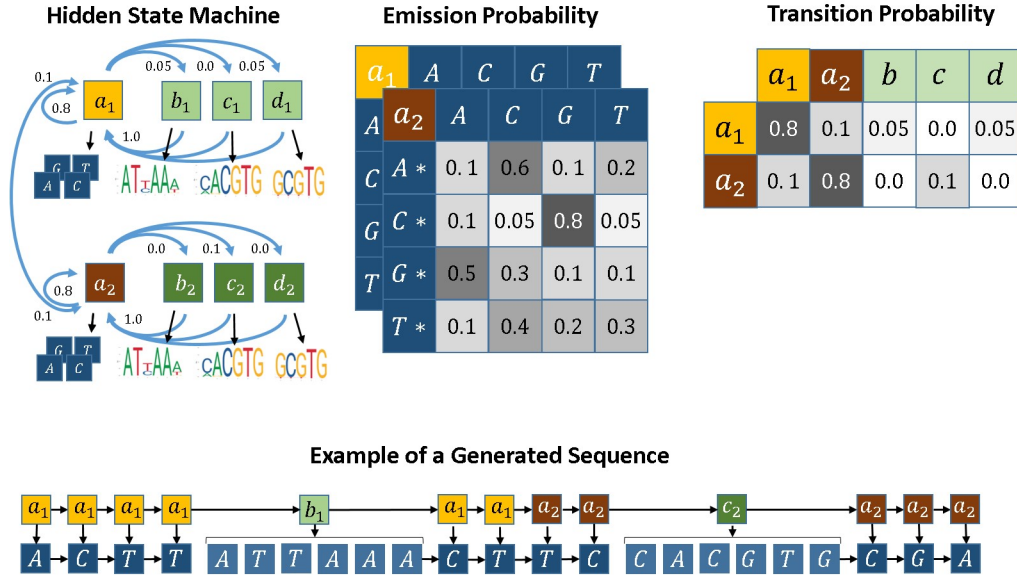 Hidden State Machine
0.05 0.0 0.05
0.1
0.8
a₁ b₁ c₁ d₁
1.0
G T
A C
ATTAAA CACGTG GCGTG
0.0 0.1 0.0
0.8
a₂ b₂ c₂ d₂
0.1
1.0
G T
A C
ATTAAA CACGTG GCGTG
Emission Probability
a₁ A C G T
A
C
G
T
a₂ A C G T
A * 0.1 0.6 0.1 0.2
C * 0.1 0.05 0.8 0.05
G * 0.5 0.3 0.1 0.1
T * 0.1 0.4 0.2 0.3
Transition Probability
a₁ a₂ b c d
a₁ 0.8 0.1 0.05 0.0 0.05
a₂ 0.1 0.8 0.0 0.1 0.0
Example of a Generated Sequence
a₁ a₁ a₁ a₁ b₁ a₁ a₁ a₂ a₂ c₂ a₂ a₂ a₂
A C T T A T T A A A C T T C C A C G T G C G A